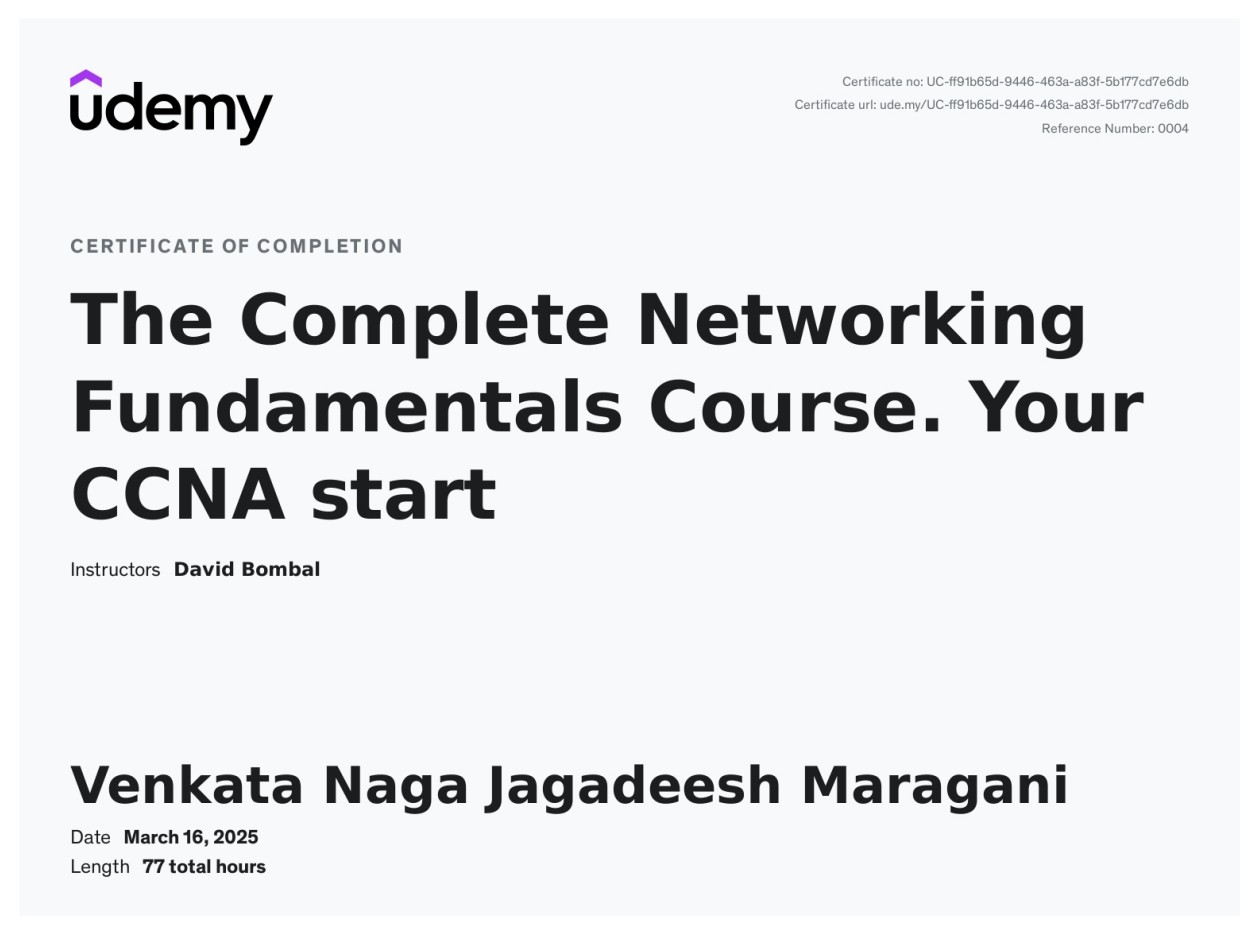 udemy
Certificate no: UC-ff91b65d-9446-463a-a83f-5b177cd7e6db
Certificate url: ude.my/UC-ff91b65d-9446-463a-a83f-5b177cd7e6db
Reference Number: 0004
CERTIFICATE OF COMPLETION
The Complete Networking
Fundamentals Course. Your
CCNA start
Instructors David Bombal
Venkata Naga Jagadeesh Maragani
Date March 16, 2025
Length 77 total hours